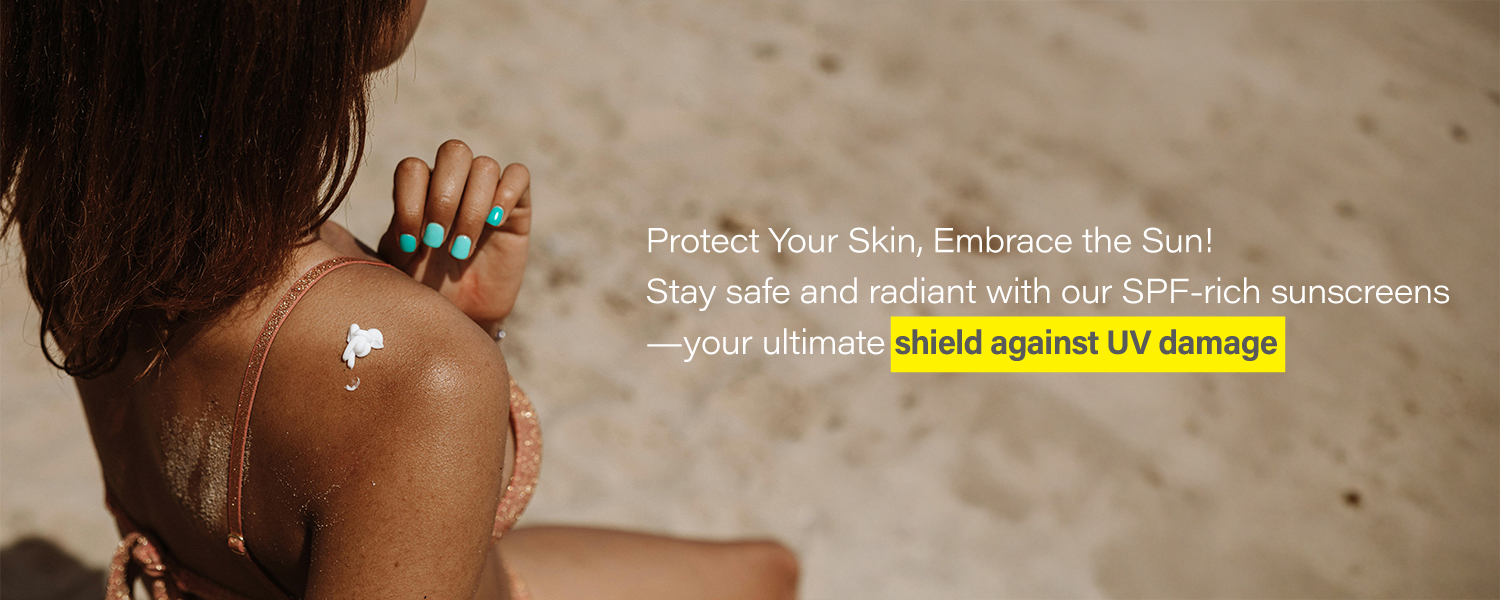 Protect Your Skin, Embrace the Sun!
Stay safe and radiant with our SPF-rich sunscreens
—your ultimate shield against UV damage